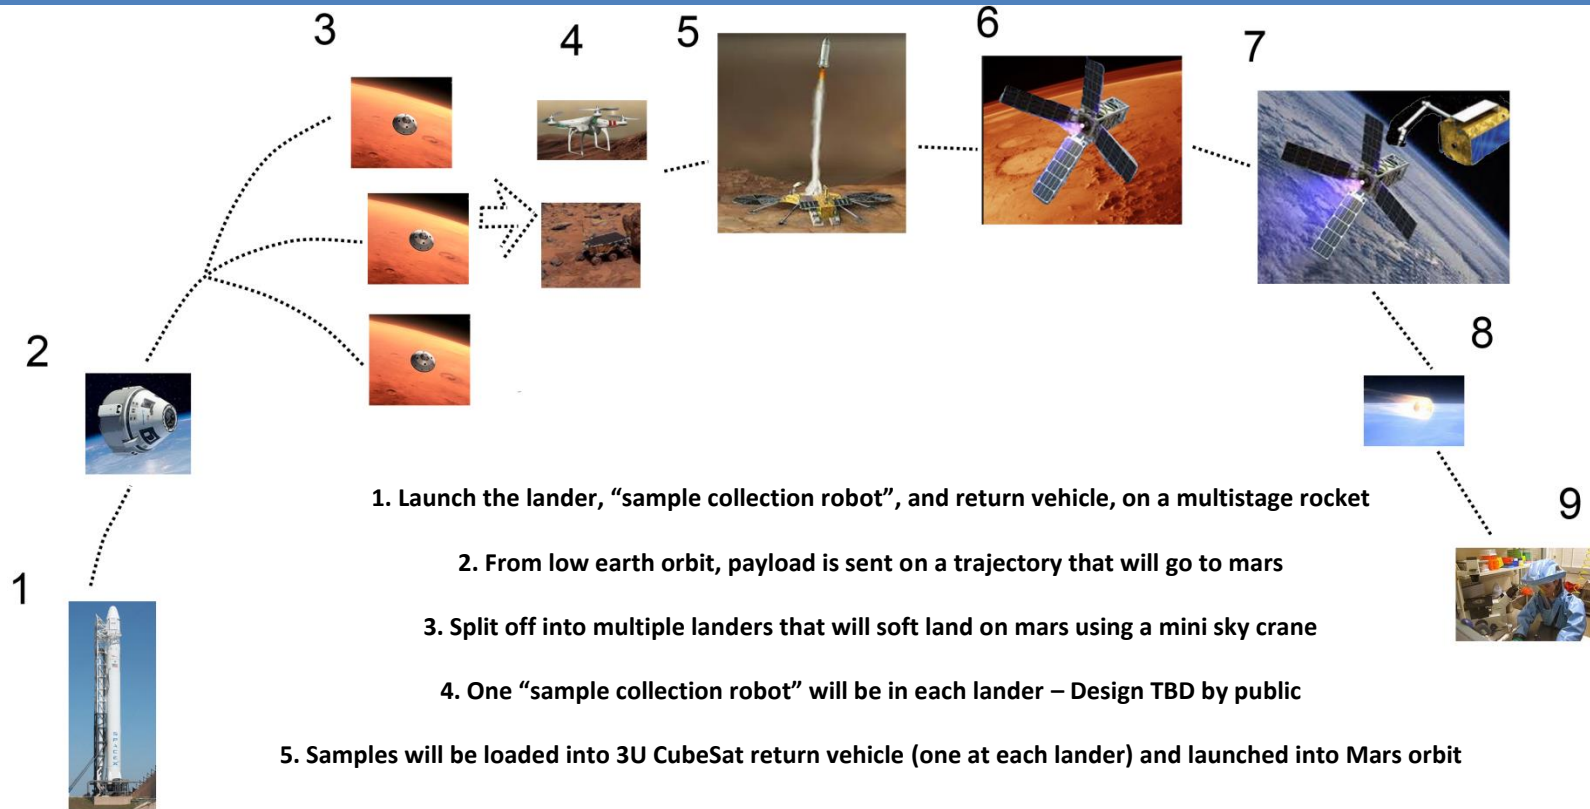 3
4
5
6
7
2
8
1. Launch the lander, “sample collection robot”, and return vehicle, on a multistage rocket
9
2. From low earth orbit, payload is sent on a trajectory that will go to mars
1
3. Split off into multiple landers that will soft land on mars using a mini sky crane
4. One “sample collection robot” will be in each lander – Design TBD by public
5. Samples will be loaded into 3U CubeSat return vehicle (one at each lander) and launched into Mars orbit